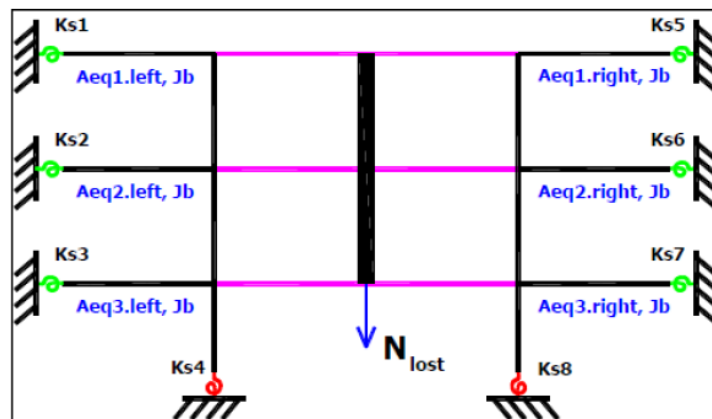 Ks1
Ks5
Aeq1.left, Jb
Aeq1.right, Jb
Ks2
Ks6
Aeq2.left, Jb
Aeq2.right, Jb
Ks3
Ks7
Aeq3.left, Jb
Aeq3.right, Jb
N lost
Ks4
Ks8